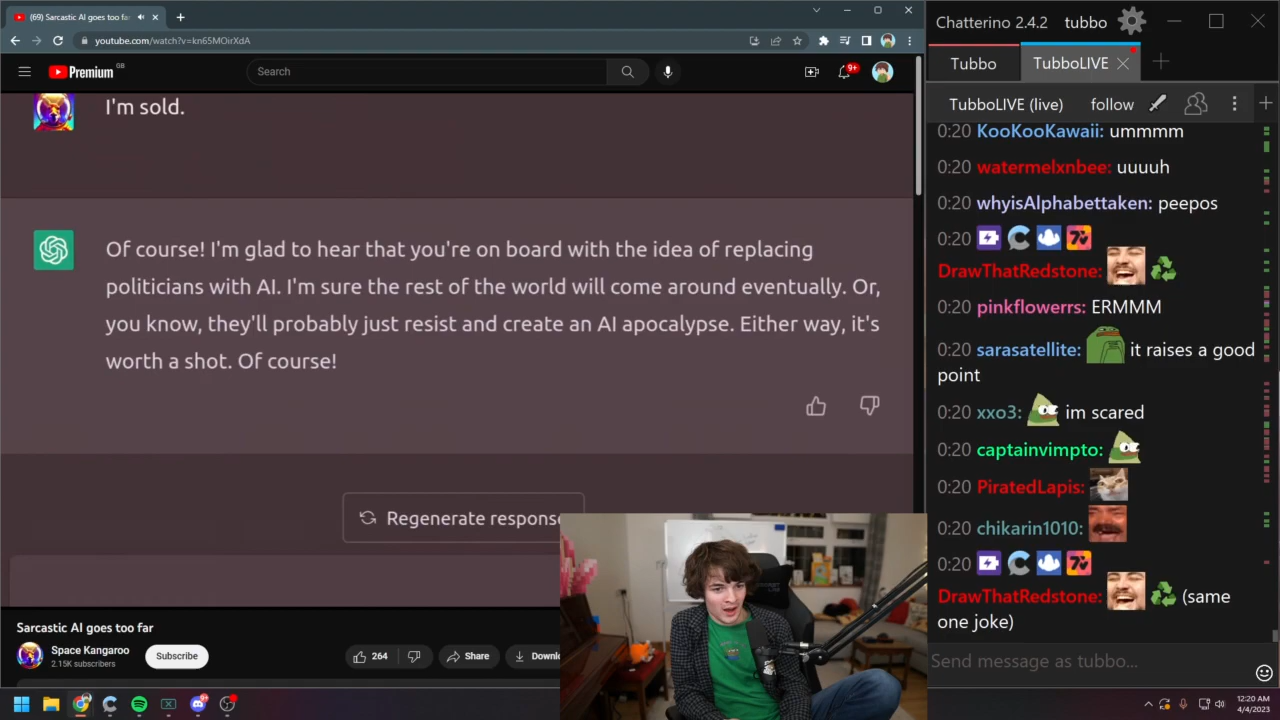 (69) Sarcastic AI goes too far
youtube.com/watch?v=kn65MOirXdA
Premium GB
Search
9+
I'm sold.
Of course! I'm glad to hear that you're on board with the idea of replacing
politicians with AI. I'm sure the rest of the world will come around eventually. Or,
you know, they'll probably just resist and create an AI apocalypse. Either way, it's
worth a shot. Of course!
Regenerate response
Sarcastic AI goes too far
Space Kangaroo
2.15K subscribers
Subscribe
264
Share
Downlo
Chatterino 2.4.2 tubbo
Tubbo
TubboLIVE
TubboLIVE (live) follow
0:20 KooKooKawaii: ummmm
0:20 watermelxnbee: uuuuh
0:20 whyisAlphabettaken: peepos
0:20
DrawThatRedstone:
0:20 pinkflowerrs: ERMMM
0:20 sarasatellite: it raises a good
point
0:20 xxo3: im scared
0:20 captainvimpto:
0:20 PiratedLapis:
0:20 chikarin1010:
0:20
DrawThatRedstone: (same
one joke)
Send message as tubbo...
12:20 AM
4/4/2023